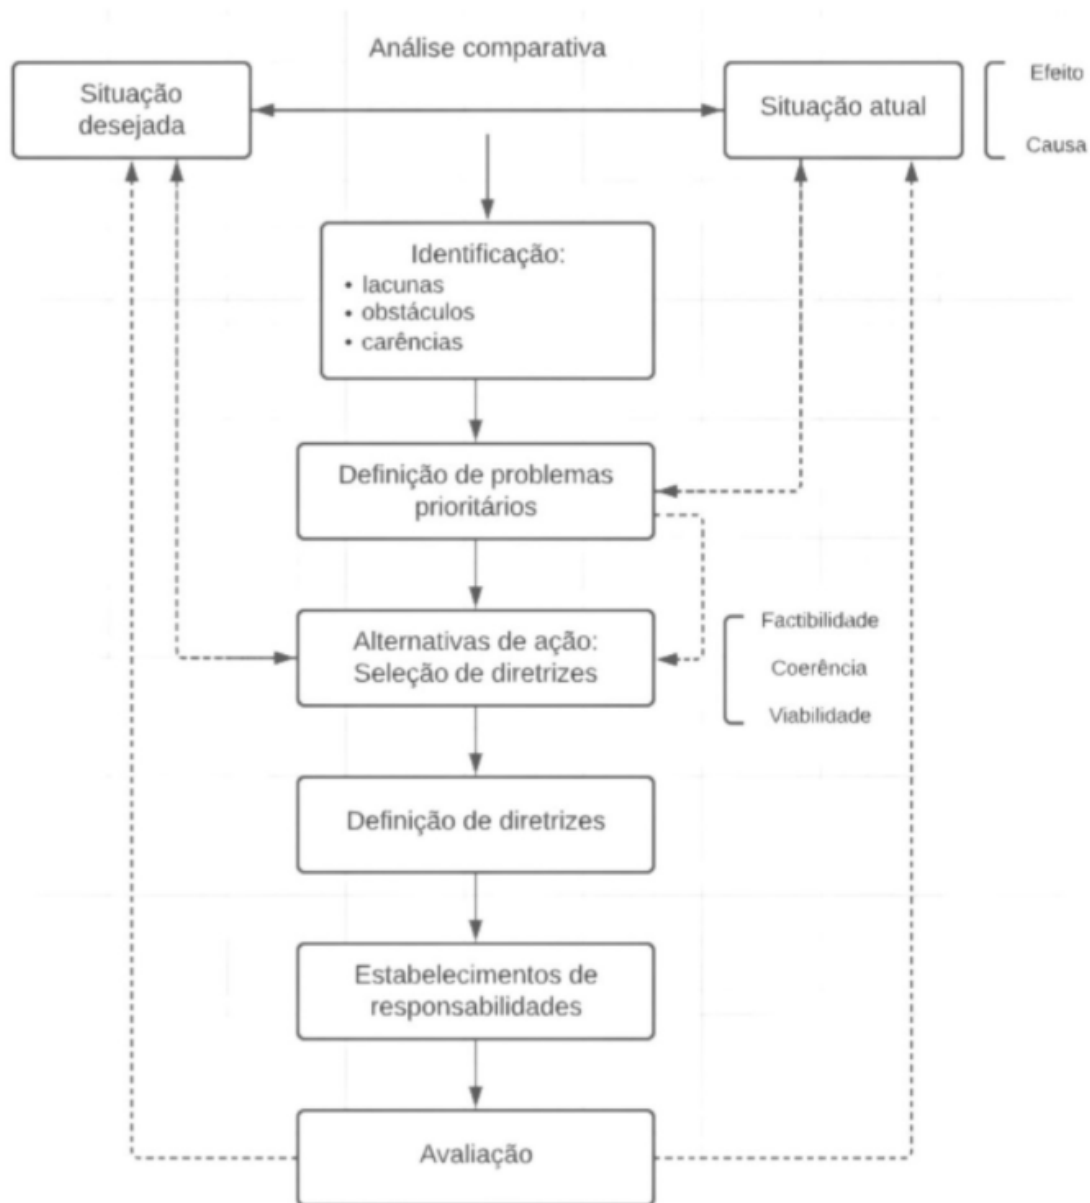 Análise comparativa
Situação
desejada
Situação atual
Efeito
Causa
Identificação:
• lacunas
• obstáculos
• carências
Definição de problemas
prioritários
Alternativas de ação:
Seleção de diretrizes
Factibilidade
Coerência
Viabilidade
Definição de diretrizes
Estabelecimentos de
responsabilidades
Avaliação